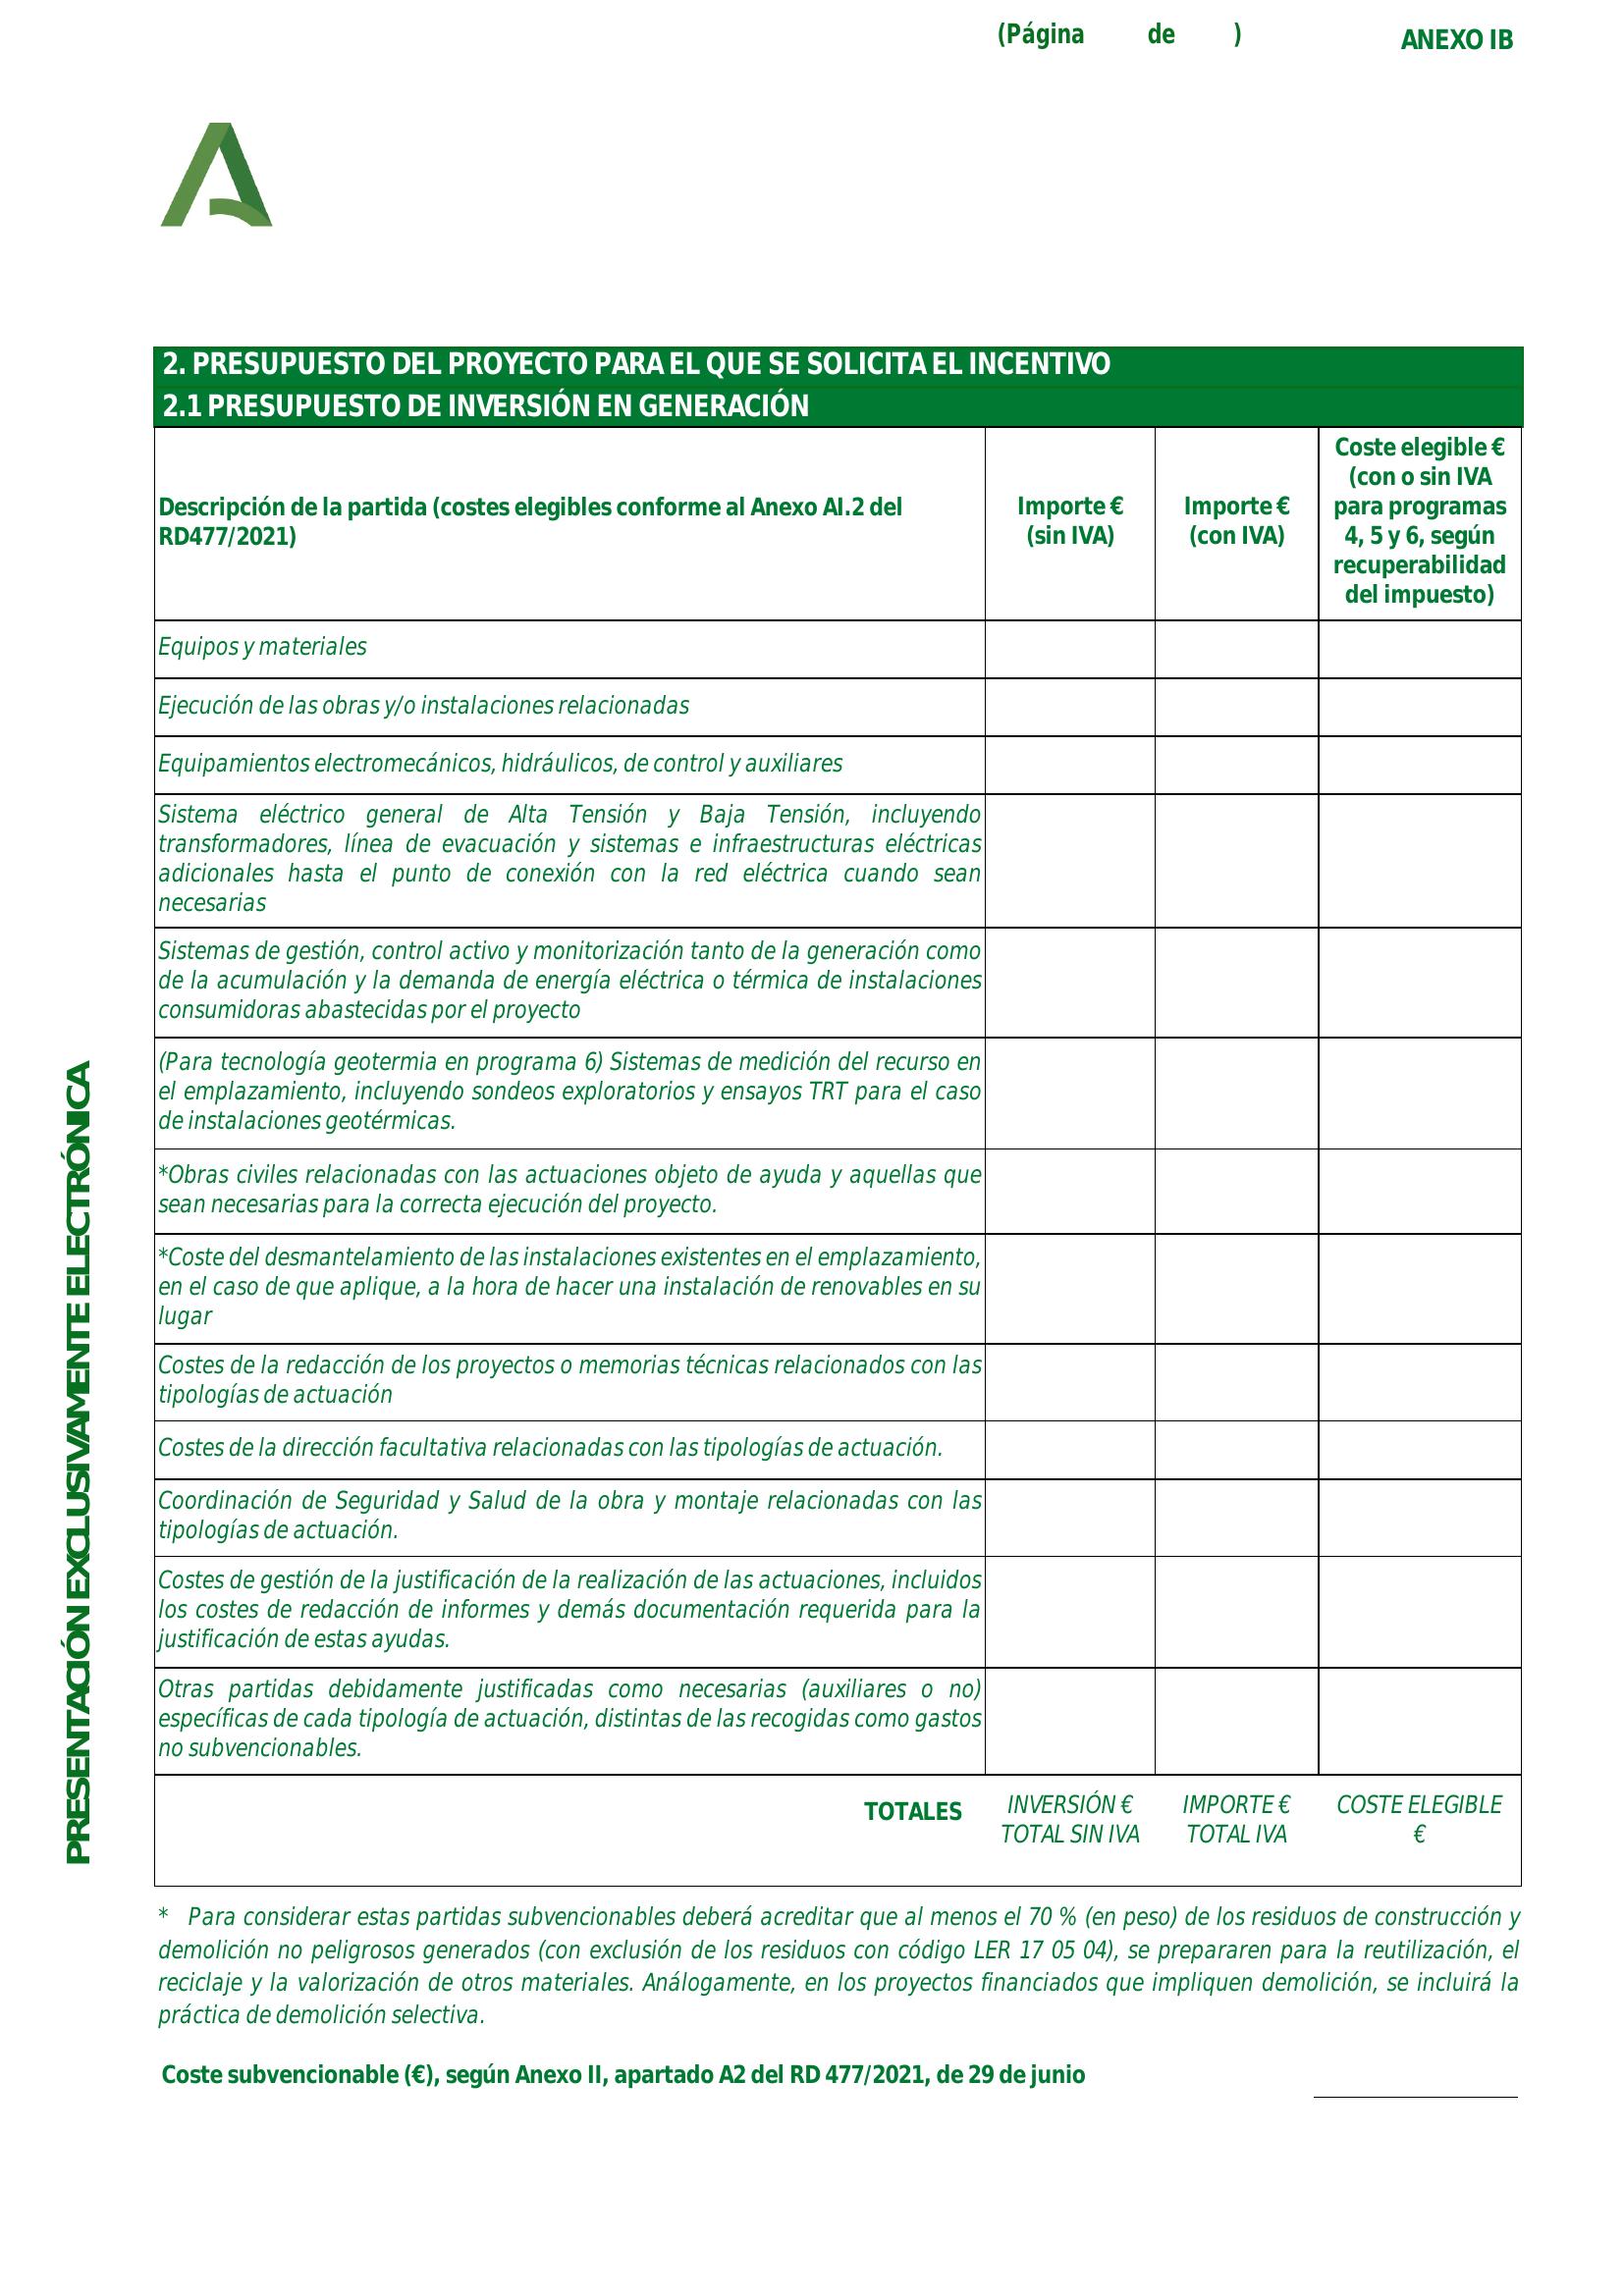 (Página de )
ANEXO IB
2. PRESUPUESTO DEL PROYECTO PARA EL QUE SE SOLICITA EL INCENTIVO
2.1 PRESUPUESTO DE INVERSIÓN EN GENERACIÓN
Descripción de la partida (costes elegibles conforme al Anexo AI.2 del
RD477/2021)
Importe €
(sin IVA)
Importe €
(con IVA)
Coste elegible €
(con o sin IVA
para programas
4, 5 y 6, según
recuperabilidad
del impuesto)
Equipos y materiales
Ejecución de las obras y/o instalaciones relacionadas
Equipamientos electromecánicos, hidráulicos, de control y auxiliares
Sistema eléctrico general de Alta Tensión y Baja Tensión, incluyendo
transformadores, línea de evacuación y sistemas e infraestructuras eléctricas
adicionales hasta el punto de conexión con la red eléctrica cuando sean
necesarias
Sistemas de gestión, control activo y monitorización tanto de la generación como
de la acumulación y la demanda de energía eléctrica o térmica de instalaciones
consumidoras abastecidas por el proyecto
(Para tecnología geotermia en programa 6) Sistemas de medición del recurso en
el emplazamiento, incluyendo sondeos exploratorios y ensayos TRT para el caso
de instalaciones geotérmicas.
*Obras civiles relacionadas con las actuaciones objeto de ayuda y aquellas que
sean necesarias para la correcta ejecución del proyecto.
*Coste del desmantelamiento de las instalaciones existentes en el emplazamiento,
en el caso de que aplique, a la hora de hacer una instalación de renovables en su
lugar
Costes de la redacción de los proyectos o memorias técnicas relacionados con las
tipologías de actuación
Costes de la dirección facultativa relacionadas con las tipologías de actuación.
Coordinación de Seguridad y Salud de la obra y montaje relacionadas con las
tipologías de actuación.
Costes de gestión de la justificación de la realización de las actuaciones, incluidos
los costes de redacción de informes y demás documentación requerida para la
justificación de estas ayudas.
Otras partidas debidamente justificadas como necesarias (auxiliares o no)
específicas de cada tipología de actuación, distintas de las recogidas como gastos
no subvencionables.
TOTALES
INVERSIÓN €
TOTAL SIN IVA
IMPORTE €
TOTAL IVA
COSTE ELEGIBLE
€
* Para considerar estas partidas subvencionables deberá acreditar que al menos el 70 % (en peso) de los residuos de construcción y
demolición no peligrosos generados (con exclusión de los residuos con código LER 17 05 04), se prepararen para la reutilización, el
reciclaje y la valorización de otros materiales. Análogamente, en los proyectos financiados que impliquen demolición, se incluirá la
práctica de demolición selectiva.
Coste subvencionable (€), según Anexo II, apartado A2 del RD 477/2021, de 29 de junio
PRESENTACIÓN EXCLUSIVAMENTE ELECTRÓNICA